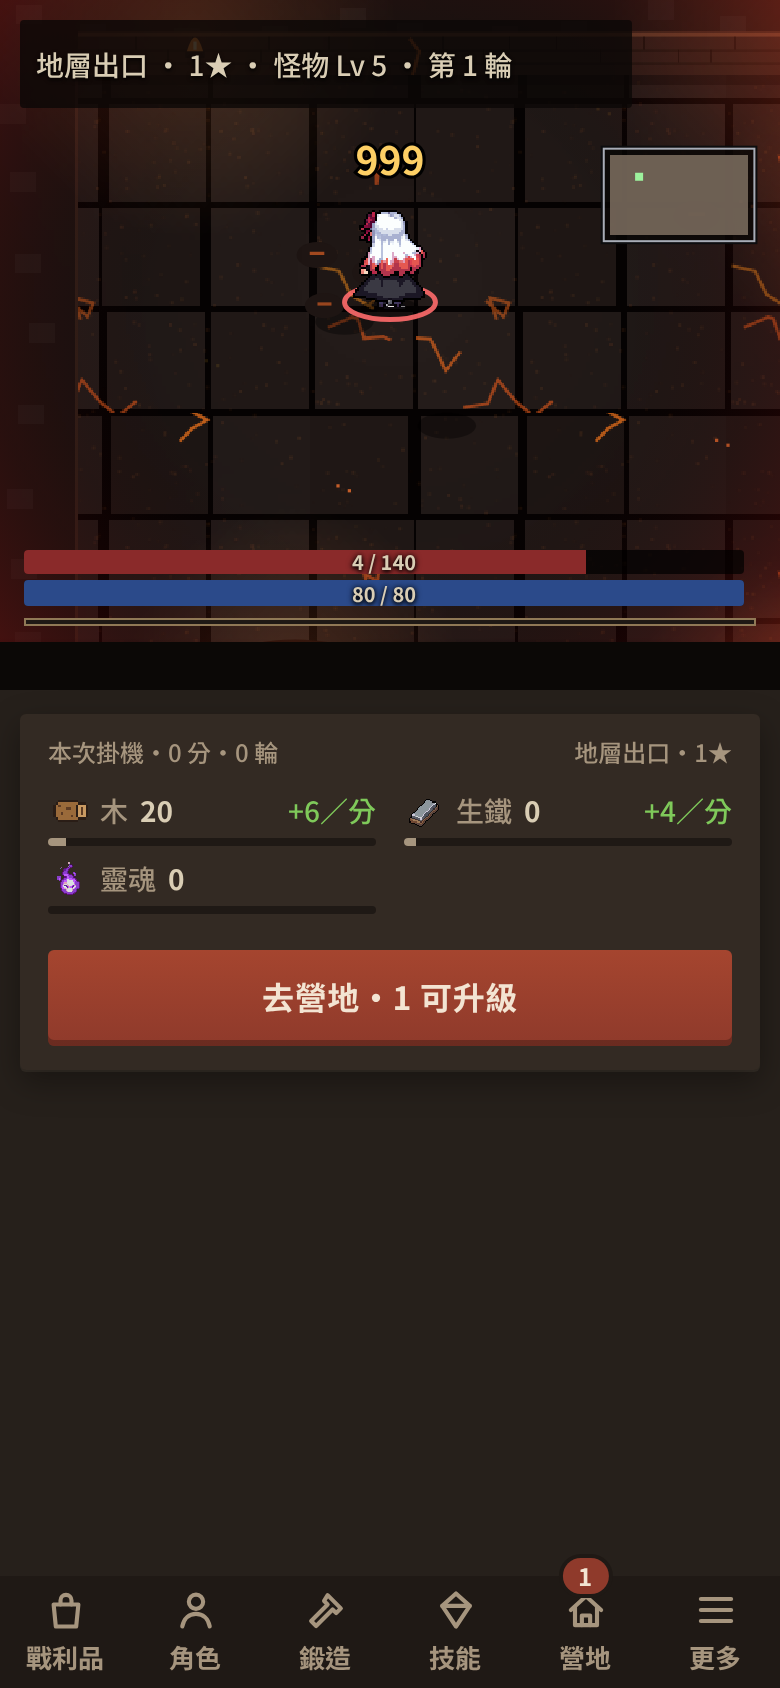 地層出口 · 1★ · 怪物 Lv 5 · 第 1 輪
999
4 / 140
80 / 80
本次掛機・0 分・0 輪
地層出口・1★
木 20 +6／分
生鐵 0 +4／分
靈魂 0
去營地・1 可升級
1
戰利品
角色
鍛造
技能
營地
更多